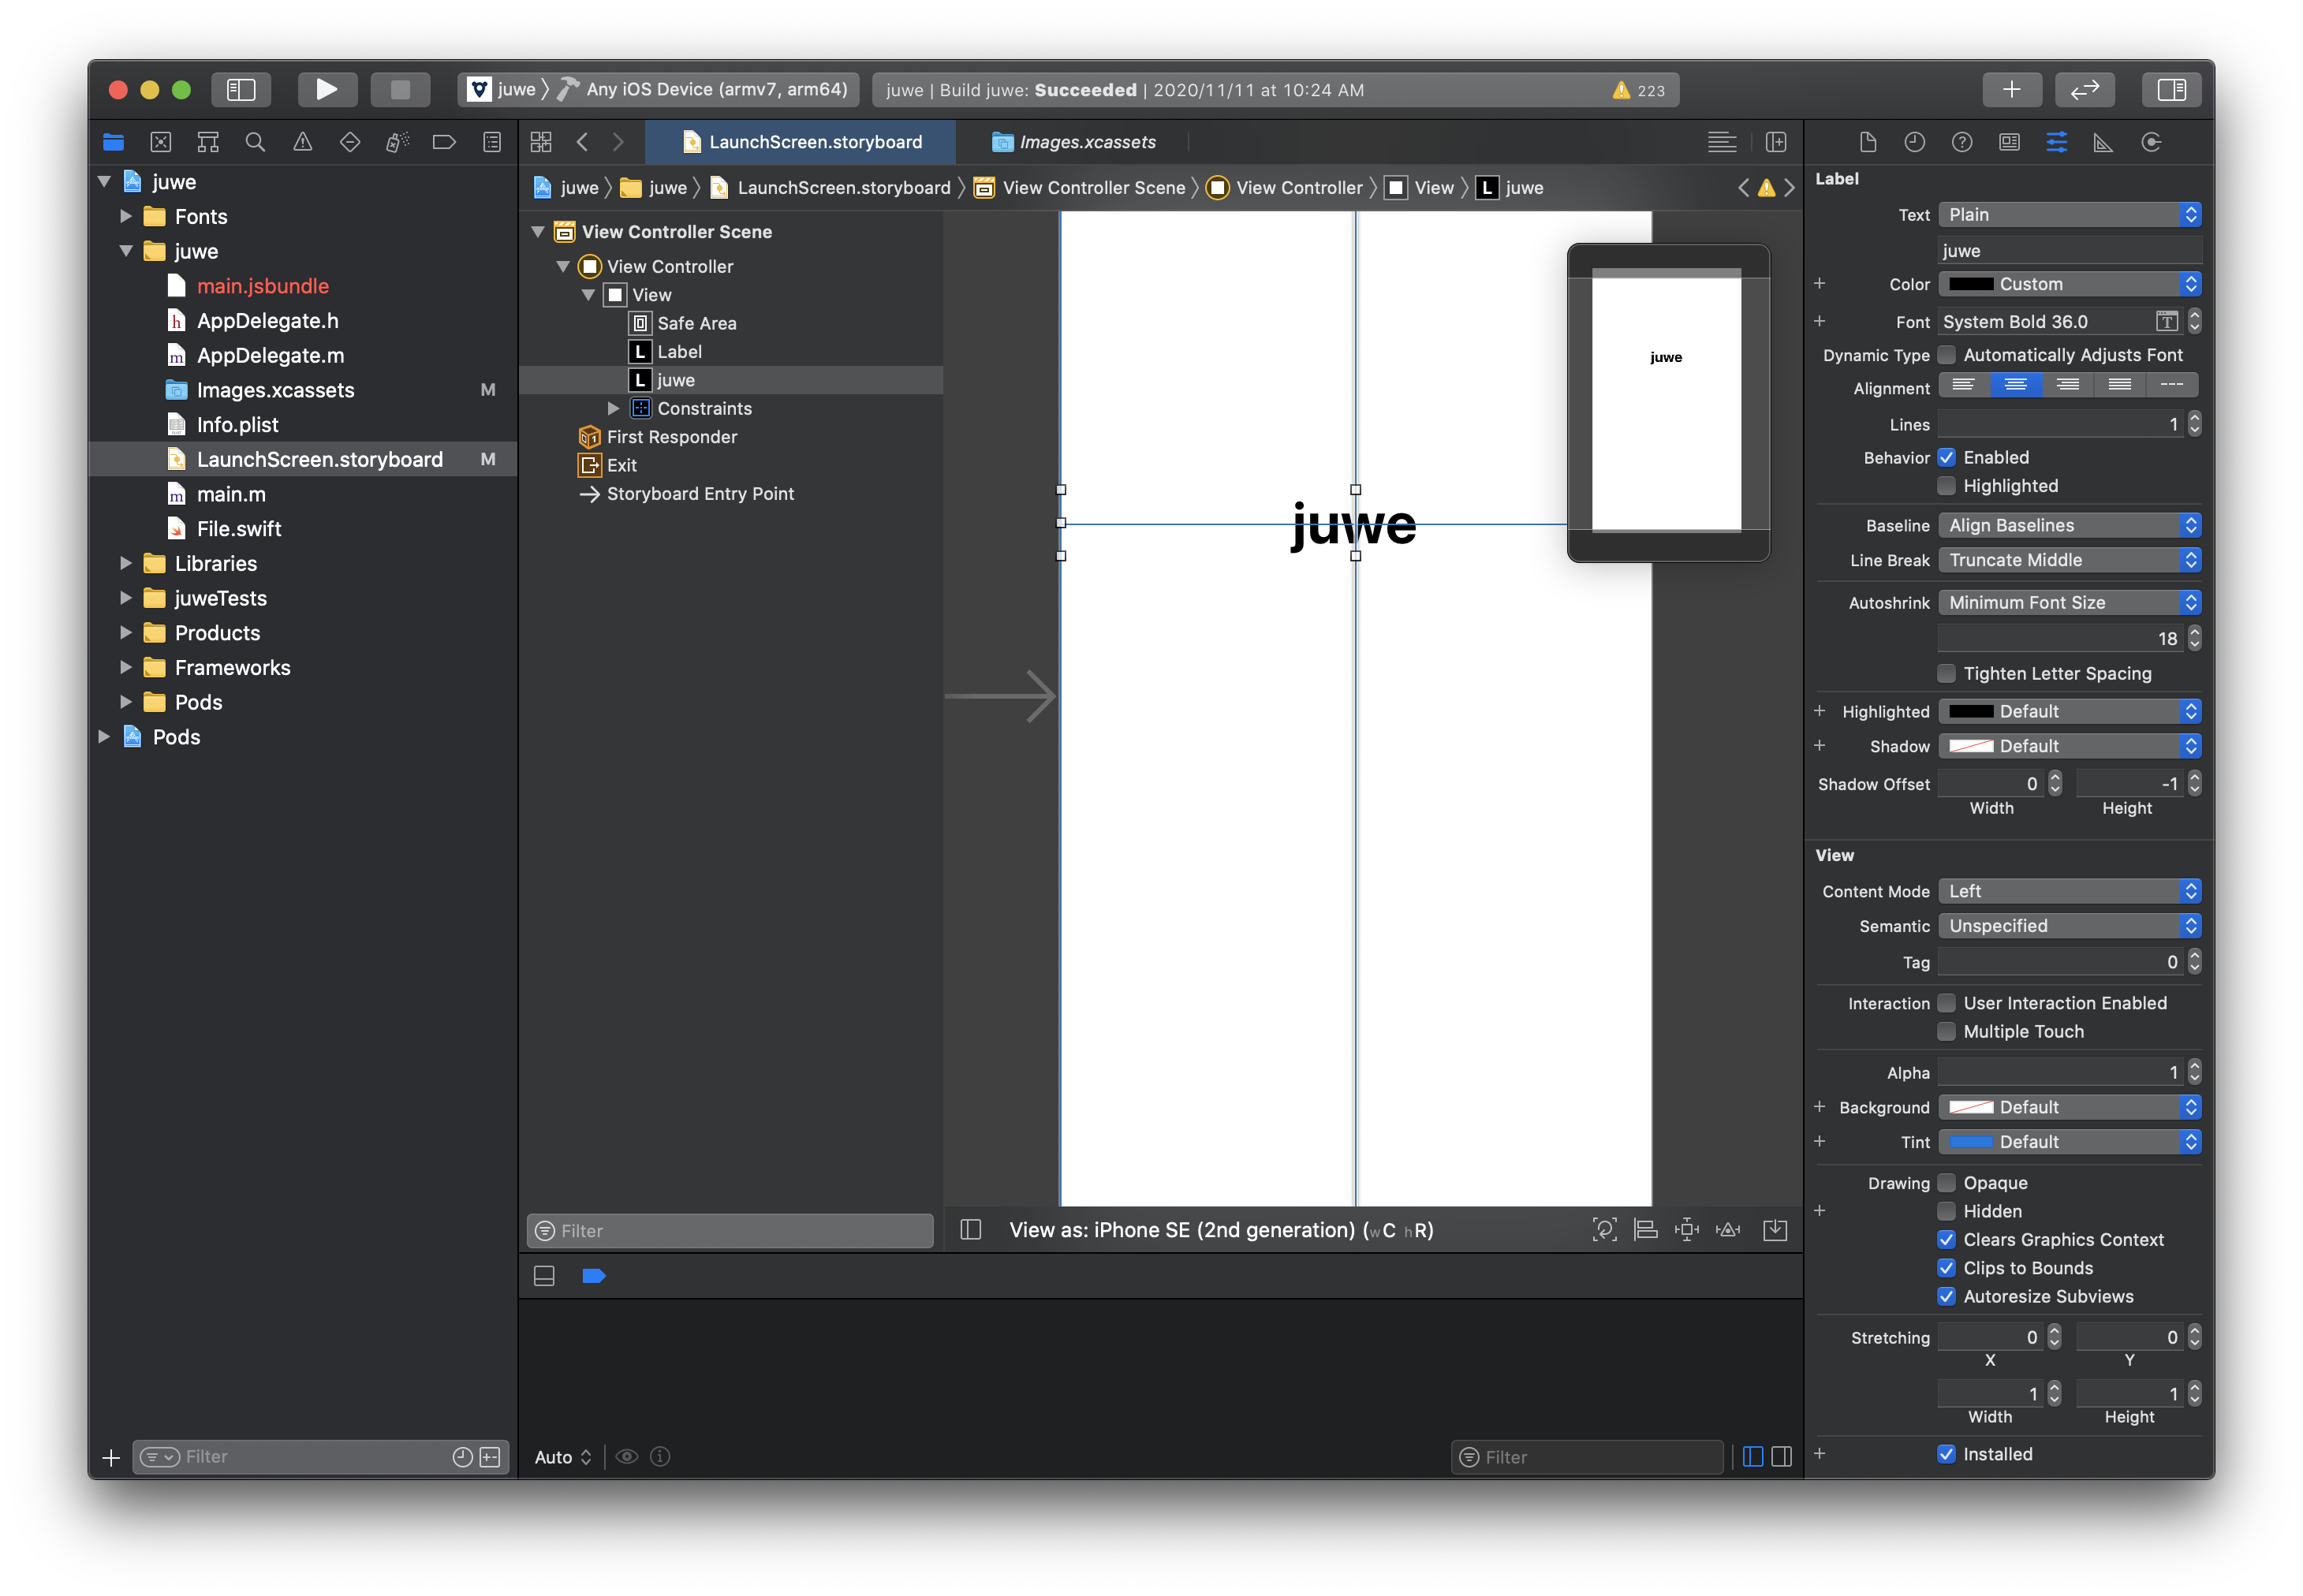 juwe 〉 Any iOS Device (armv7, arm64)
juwe | Build juwe: Succeeded | 2020/11/11 at 10:24 AM
223
juwe
Fonts
juwe
main.jsbundle
AppDelegate.h
AppDelegate.m
Images.xcassets M
Info.plist
LaunchScreen.storyboard M
main.m
File.swift
Libraries
juweTests
Products
Frameworks
Pods
Pods
Filter
LaunchScreen.storyboard
Images.xcassets
juwe 〉 juwe 〉 LaunchScreen.storyboard 〉 View Controller Scene 〉 View Controller 〉 View 〉 L juwe
View Controller Scene
View Controller
View
Safe Area
L Label
L juwe
Constraints
First Responder
Exit
Storyboard Entry Point
Filter
juwe
juwe
View as: iPhone SE (2nd generation) (wC hR)
Auto
Filter
Label
Text Plain
juwe
Color Custom
Font System Bold 36.0
Dynamic Type Automatically Adjusts Font
Alignment
Lines 1
Behavior Enabled
Highlighted
Baseline Align Baselines
Line Break Truncate Middle
Autoshrink Minimum Font Size
18
Tighten Letter Spacing
Highlighted Default
Shadow Default
Shadow Offset 0 -1
Width Height
View
Content Mode Left
Semantic Unspecified
Tag 0
Interaction User Interaction Enabled
Multiple Touch
Alpha 1
Background Default
Tint Default
Drawing Opaque
Hidden
Clears Graphics Context
Clips to Bounds
Autoresize Subviews
Stretching 0 0
X Y
1 1
Width Height
Installed